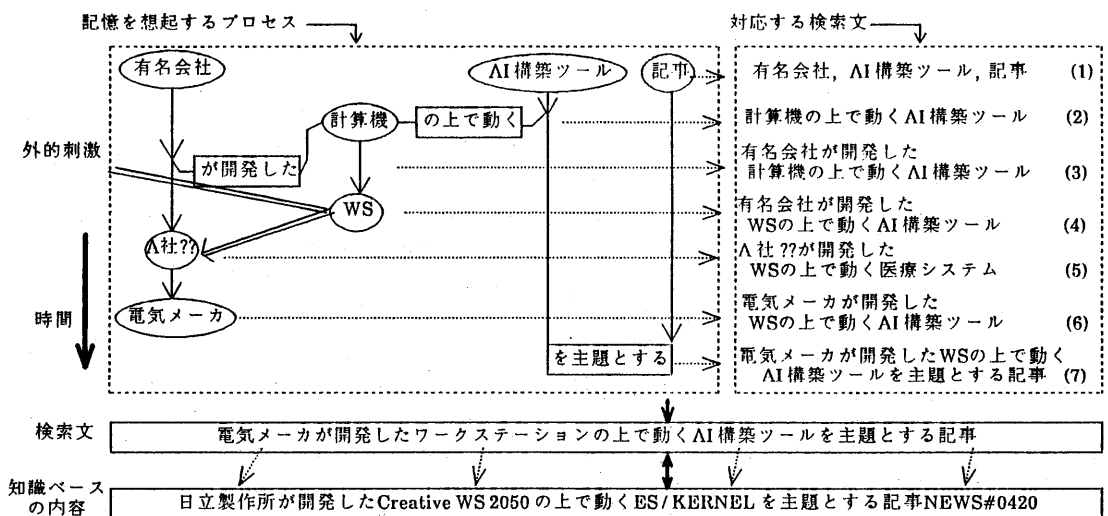 記憶を想起するプロセス
対応する検索文
有名会社
AI構築ツール
記事
有名会社, AI構築ツール, 記事 (1)
計算機
の上で動く
計算機の上で動くAI構築ツール (2)
外的刺激
が開発した
有名会社が開発した
計算機の上で動くAI構築ツール (3)
WS
有名会社が開発した
WSの上で動くAI構築ツール (4)
A社??
A社??が開発した
WSの上で動く医療システム (5)
時間
電気メーカ
電気メーカが開発した
WSの上で動くAI構築ツール (6)
を主題とする
電気メーカが開発したWSの上で動く
AI構築ツールを主題とする記事 (7)
検索文
電気メーカが開発したワークステーションの上で動くAI構築ツールを主題とする記事
知識ベース
の内容
日立製作所が開発したCreative WS 2050の上で動くES/KERNELを主題とする記事NEWS#0420